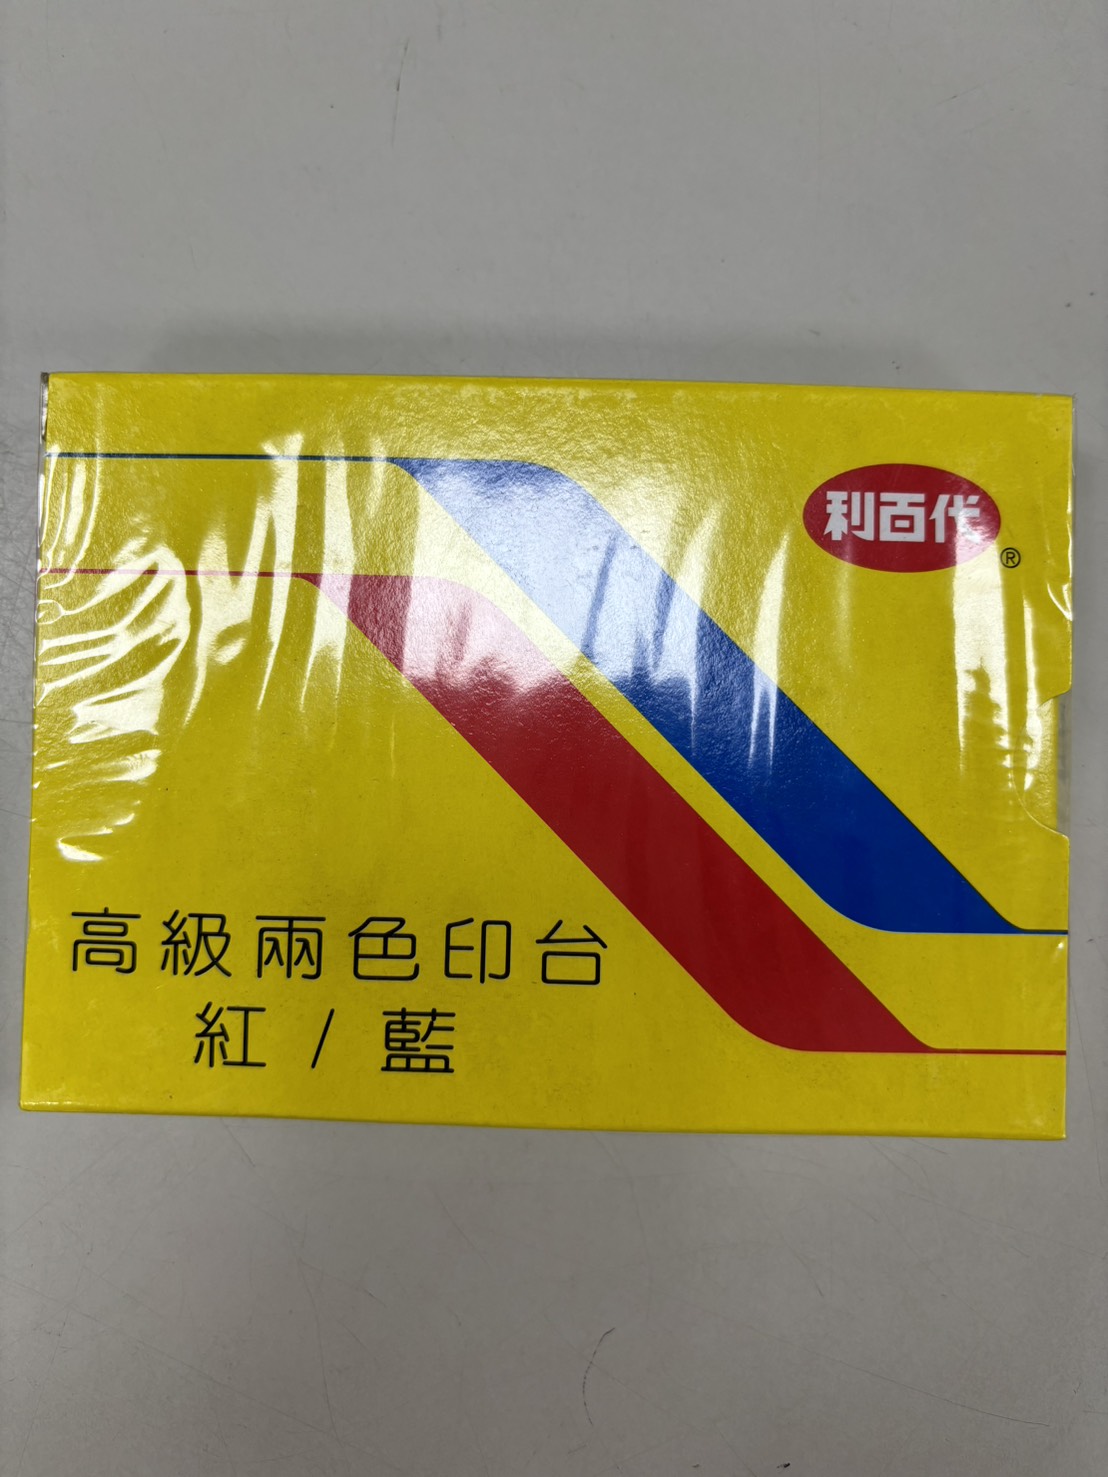 利百代
®
高級兩色印台
紅 / 藍